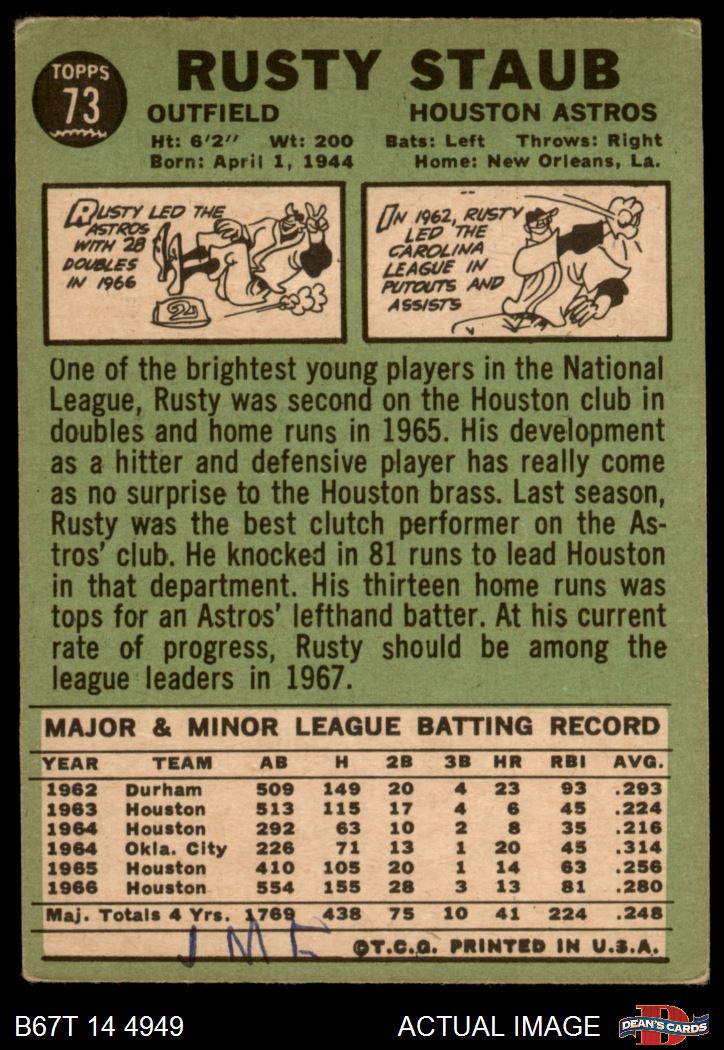 TOPPS
73
RUSTY STAUB
OUTFIELD HOUSTON ASTROS
Ht: 6'2" Wt: 200 Bats: Left Throws: Right
Born: April 1, 1944 Home: New Orleans, La.
RUSTY LED THE
ASTROS
WITH 28
DOUBLES
IN 1966
IN 1962, RUSTY
LED THE
CAROLINA
LEAGUE IN
PUTOUTS AND
ASSISTS
One of the brightest young players in the National
League, Rusty was second on the Houston club in
doubles and home runs in 1965. His development
as a hitter and defensive player has really come
as no surprise to the Houston brass. Last season,
Rusty was the best clutch performer on the As-
tros' club. He knocked in 81 runs to lead Houston
in that department. His thirteen home runs was
tops for an Astros' lefthand batter. At his current
rate of progress, Rusty should be among the
league leaders in 1967.
MAJOR & MINOR LEAGUE BATTING RECORD
YEAR TEAM AB H 2B 3B HR RBI AVG.
1962 Durham 509 149 20 4 23 93 .293
1963 Houston 513 115 17 4 6 45 .224
1964 Houston 292 63 10 2 8 35 .216
1964 Okla. City 226 71 13 1 20 45 .314
1965 Houston 410 105 20 1 14 63 .256
1966 Houston 554 155 28 3 13 81 .280
Maj. Totals 4 Yrs. 1769 438 75 10 41 224 .248
©T.C.G. PRINTED IN U.S.A.
B67T 14 4949 ACTUAL IMAGE DEAN'S CARDS